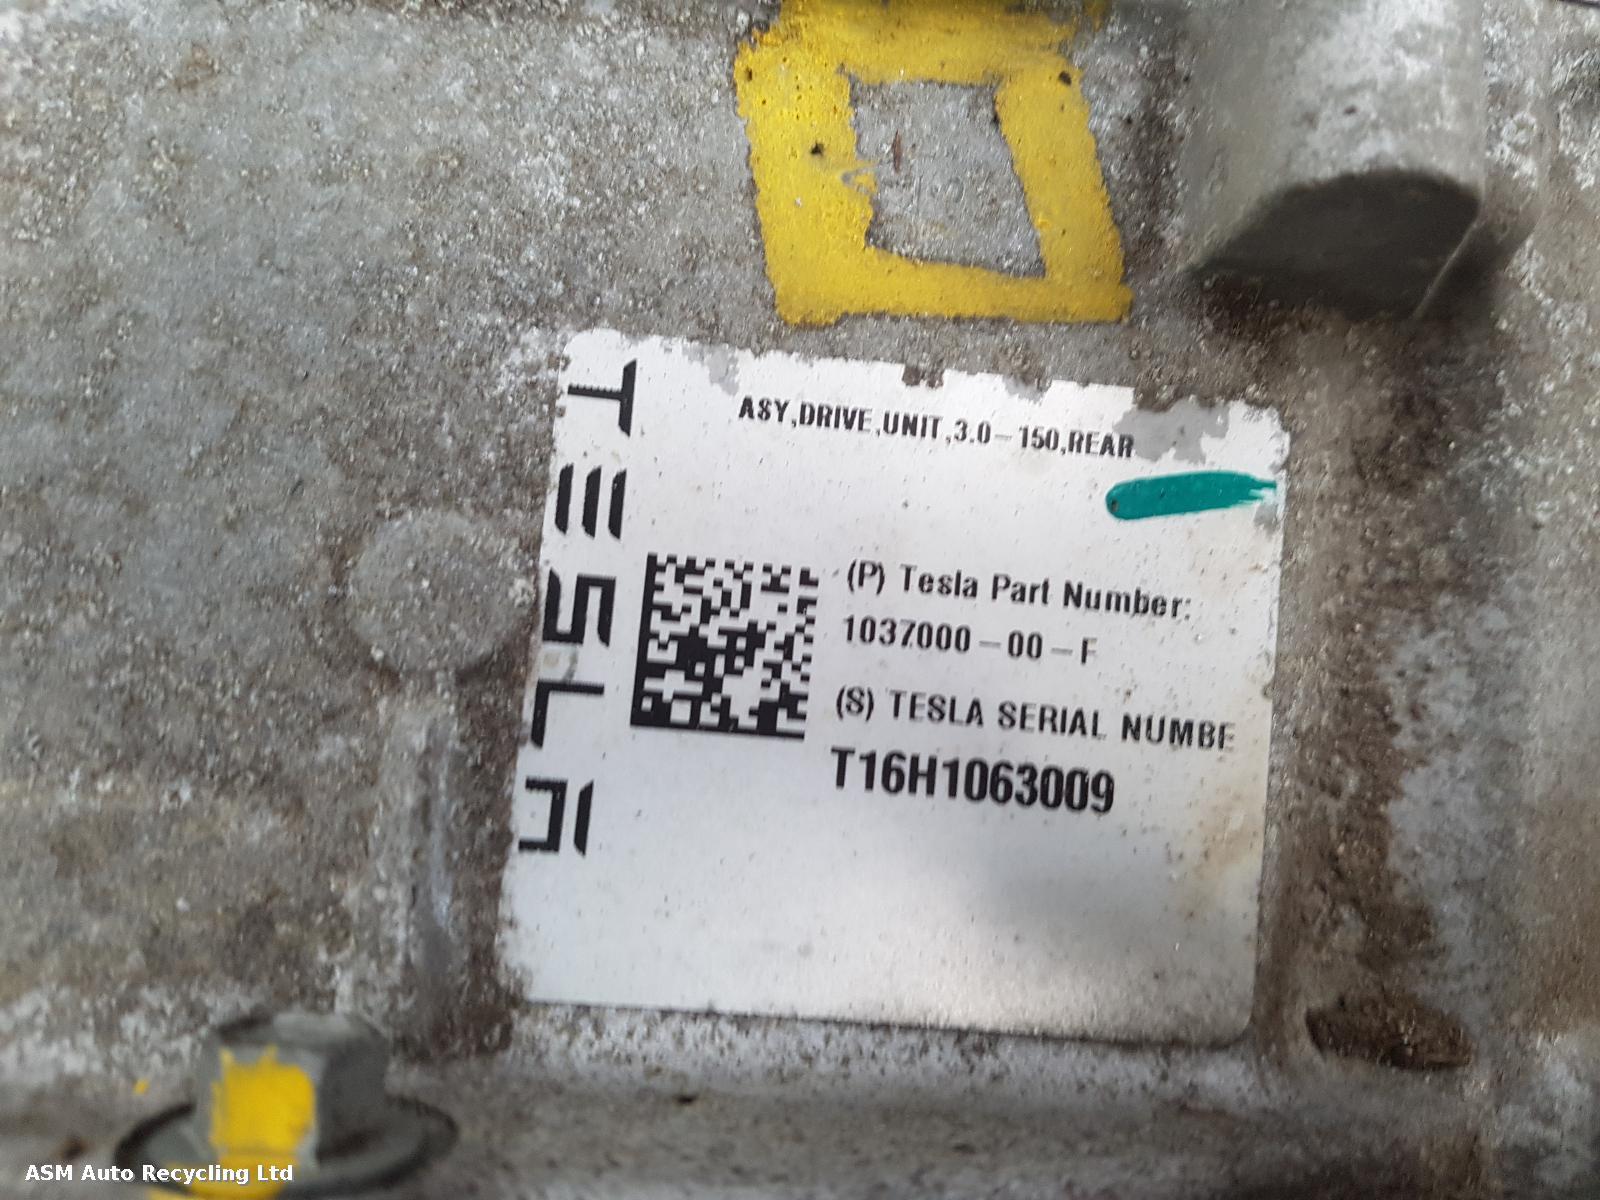 TESLA
ASY,DRIVE,UNIT,3.0-150,REAR
(P) Tesla Part Number:
1037000-00-F
(S) TESLA SERIAL NUMBE
T16H1063009
ASM Auto Recycling Ltd